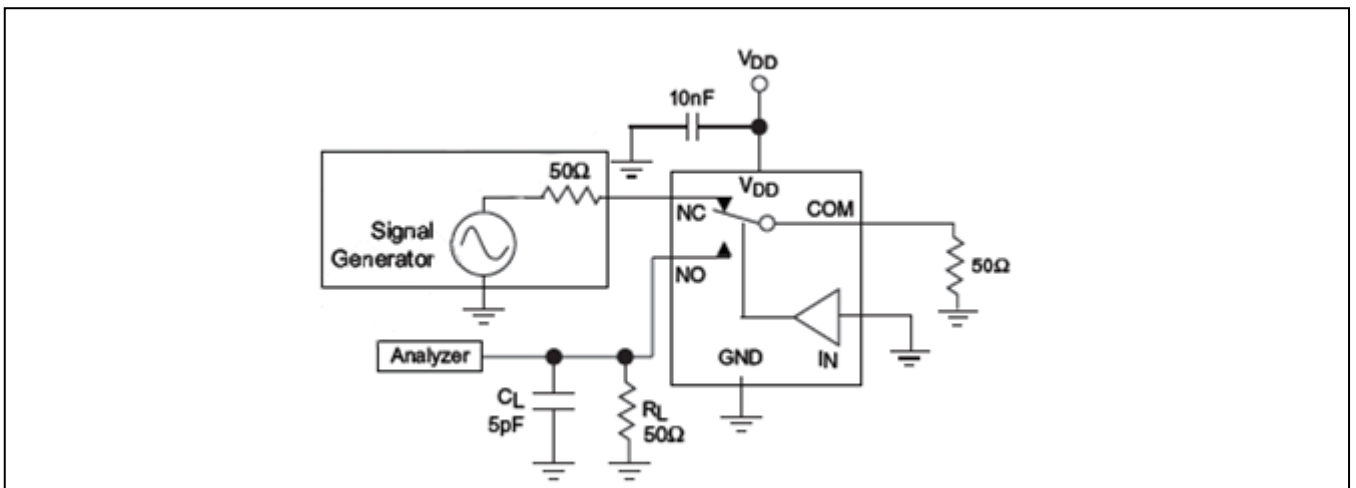 VDD
10nF
50Ω
VDD
NC
COM
Signal
Generator
NO
50Ω
Analyzer
GND
IN
CL
5pF
RL
50Ω